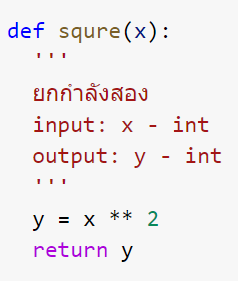 def squre(x):
'''
ยกกำลังสอง
input: x - int
output: y - int
'''
y = x ** 2
return y